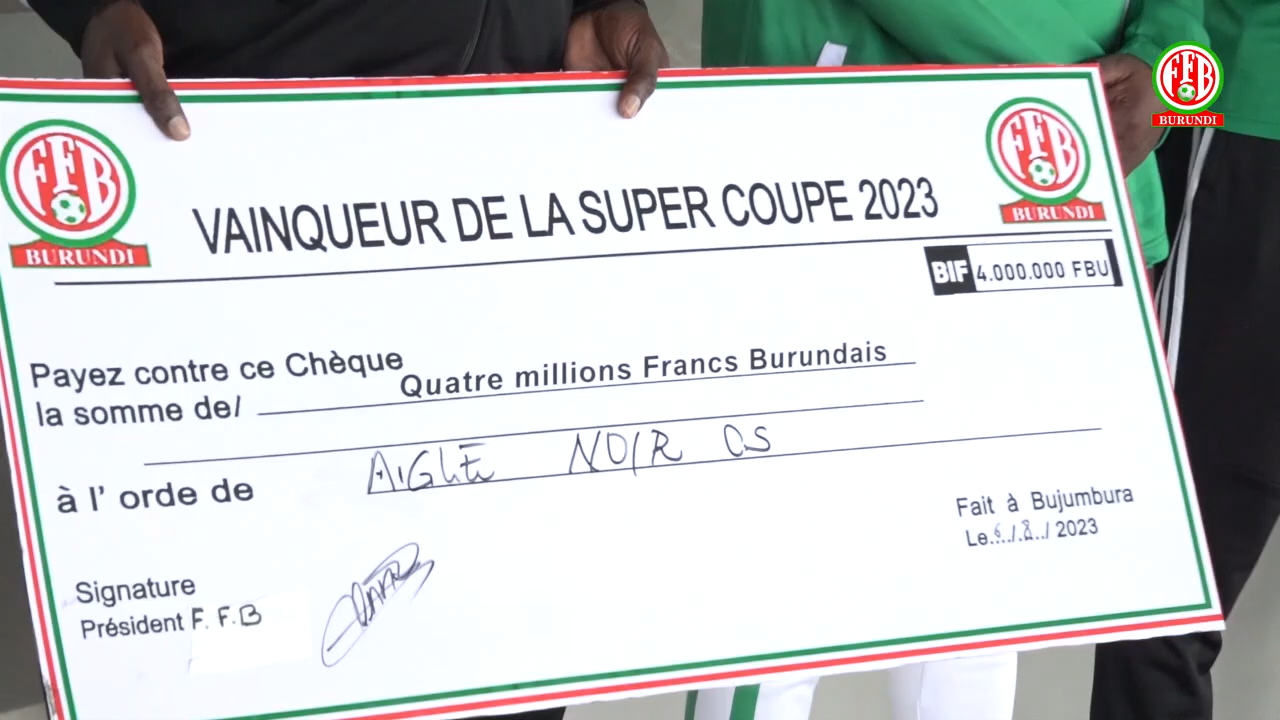 FFB
BURUNDI
FFB
BURUNDI
FFB
BURUNDI
VAINQUEUR DE LA SUPER COUPE 2023
BIF 4.000.000 FBU
Payez contre ce Chèque
la somme de/ Quatre millions Francs Burundais
à l' orde de AIGLE NOIR CS
Fait à Bujumbura
Le 6../.8../ 2023
Signature
Président F.F.B